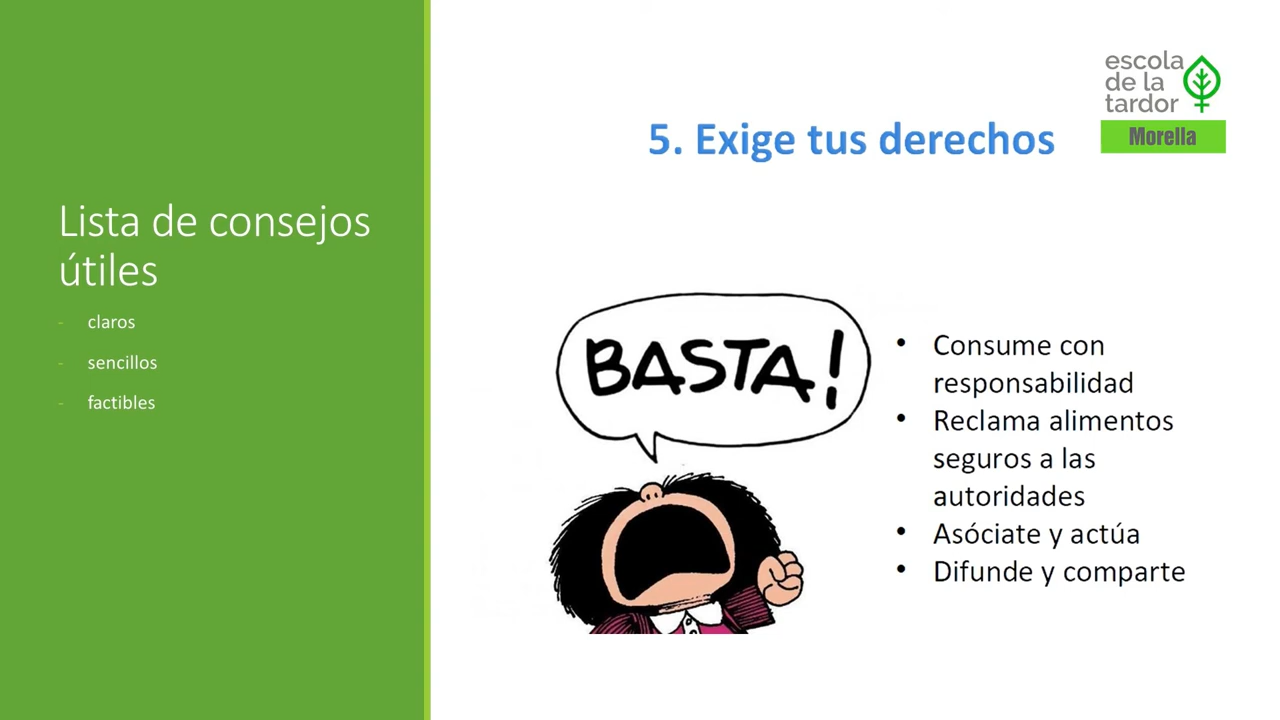 Lista de consejos
útiles
- claros
- sencillos
- factibles
escola
de la
tardor
Morella
5. Exige tus derechos
BASTA!
• Consume con
responsabilidad
• Reclama alimentos
seguros a las
autoridades
• Asóciate y actúa
• Difunde y comparte